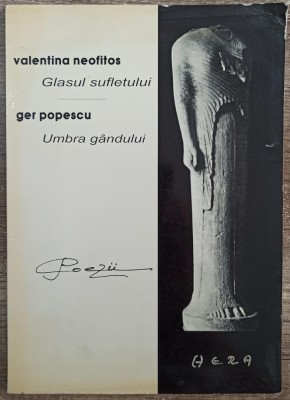 valentina neofitos
Glasul sufletului
ger popescu
Umbra gândului
Poezii
HERA